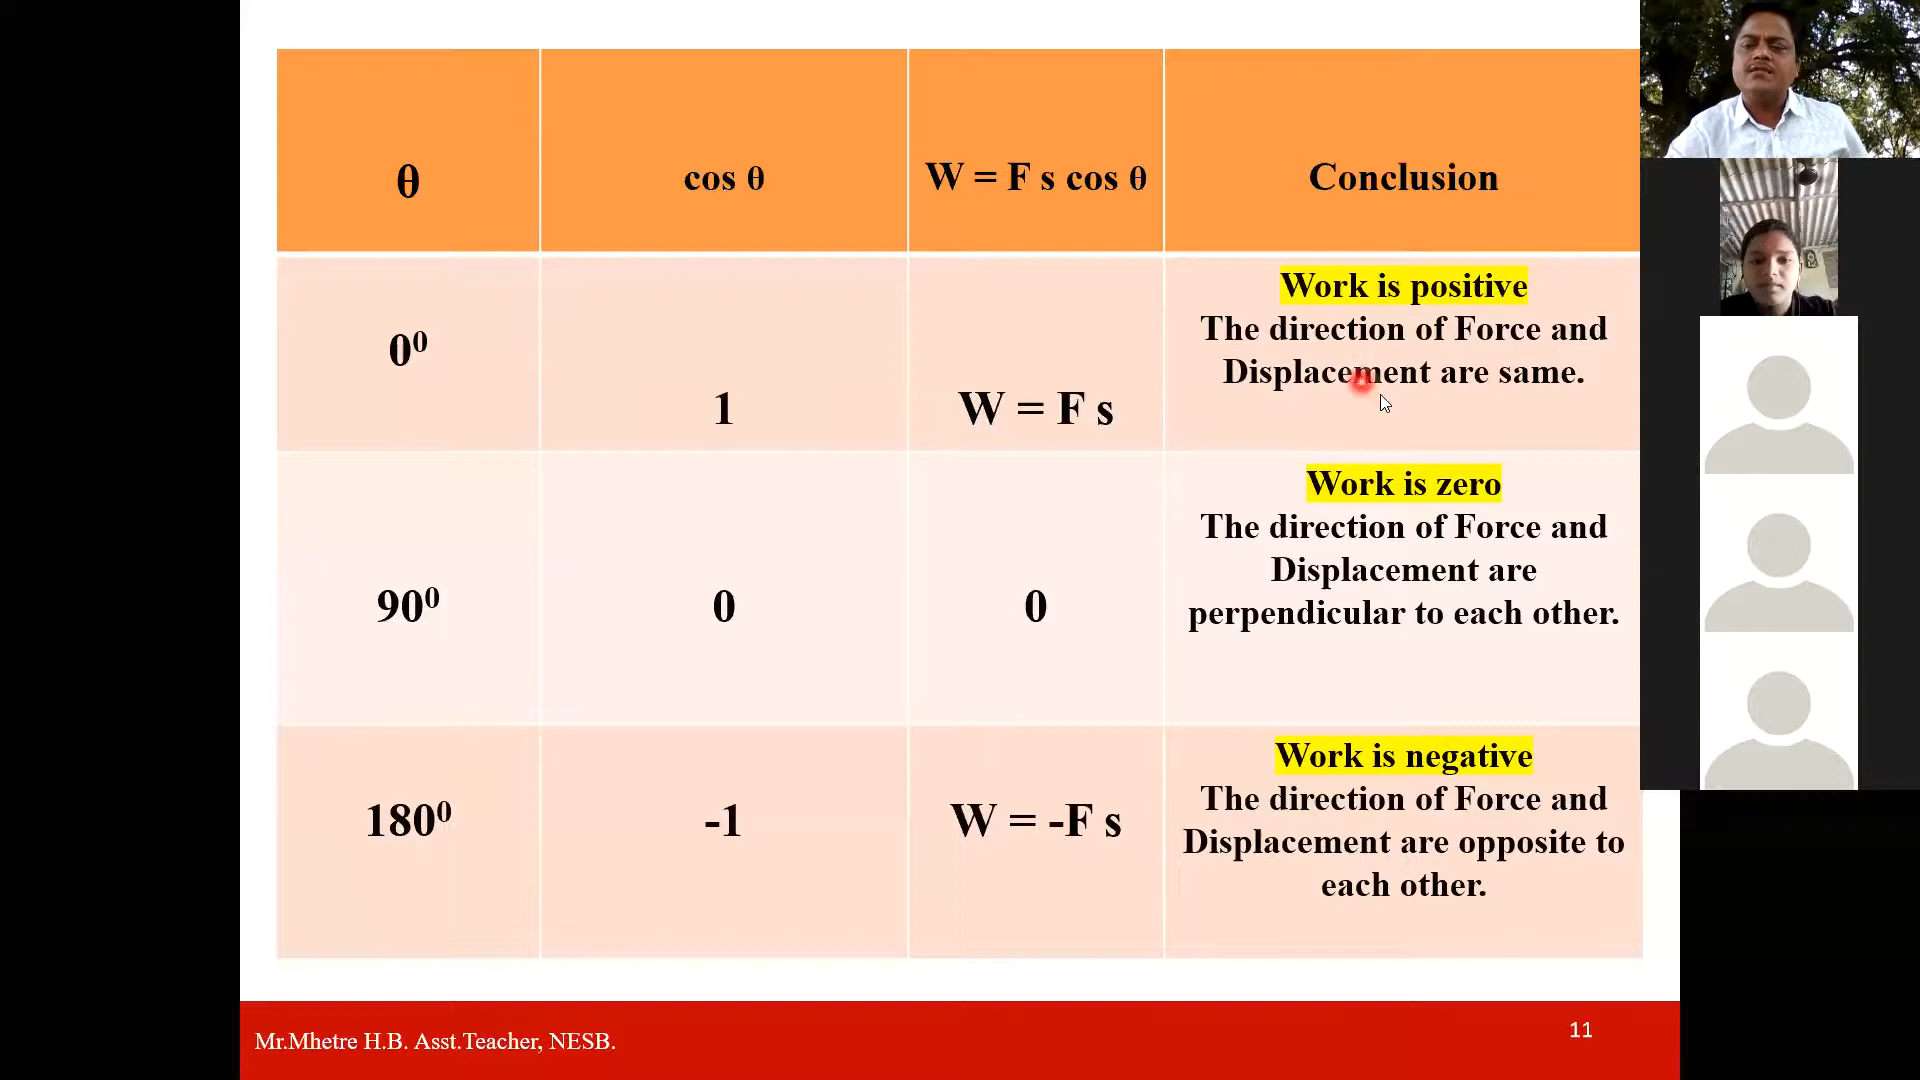 θ
cos θ
W = F s cos θ
Conclusion
0⁰
1
W = F s
Work is positive
The direction of Force and
Displacement are same.
90⁰
0
0
Work is zero
The direction of Force and
Displacement are
perpendicular to each other.
180⁰
-1
W = -F s
Work is negative
The direction of Force and
Displacement are opposite to
each other.
Mr.Mhetre H.B. Asst.Teacher, NESB.
11